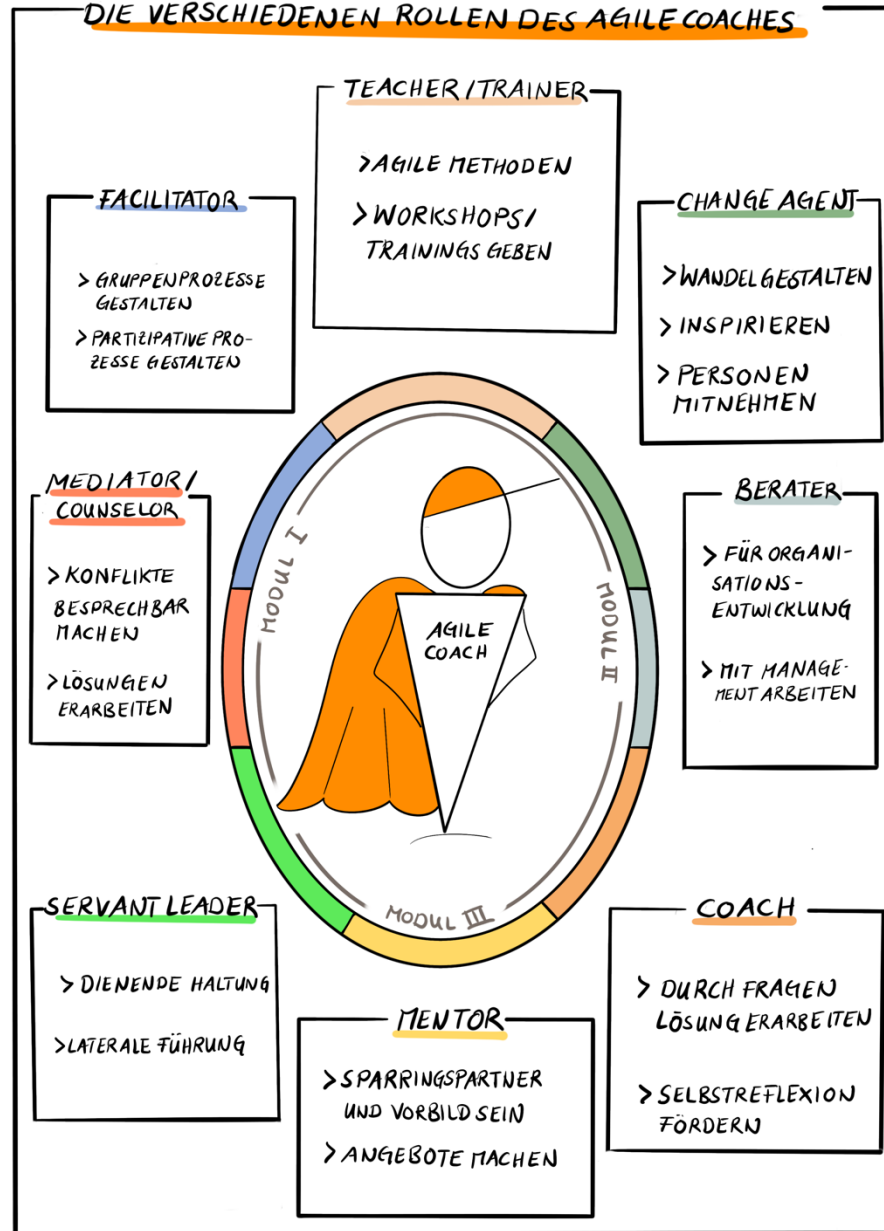 DIE VERSCHIEDENEN ROLLEN DES AGILE COACHES
TEACHER/TRAINER
> AGILE METHODEN
> WORKSHOPS/
TRAININGS GEBEN
FACILITATOR
> GRUPPENPROZESSE
GESTALTEN
> PARTIZIPATIVE PRO-
ZESSE GESTALTEN
CHANGE AGENT
> WANDEL GESTALTEN
> INSPIRIEREN
> PERSONEN
MITNEHMEN
MEDIATOR/
COUNSELOR
> KONFLIKTE
BESPRECHBAR
MACHEN
> LÖSUNGEN
ERARBEITEN
MODUL I
AGILE
COACH
MODUL II
BERATER
> FÜR ORGANI-
SATIONS-
ENTWICKLUNG
> MIT MANAGE-
MENT ARBEITEN
MODUL III
SERVANT LEADER
> DIENENDE HALTUNG
> LATERALE FÜHRUNG
MENTOR
> SPARRINGSPARTNER
UND VORBILD SEIN
> ANGEBOTE MACHEN
COACH
> DURCH FRAGEN
LÖSUNG ERARBEITEN
> SELBSTREFLEXION
FÖRDERN